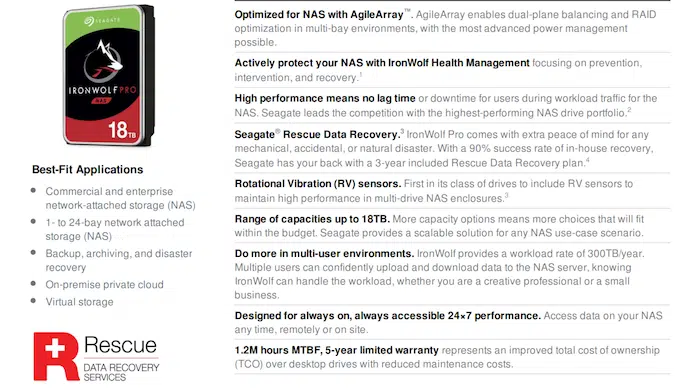 SEAGATE
IRONWOLF PRO
NAS
18TB
Best-Fit Applications
• Commercial and enterprise
network-attached storage (NAS)
• 1- to 24-bay network attached
storage (NAS)
• Backup, archiving, and disaster
recovery
• On-premise private cloud
• Virtual storage
Rescue
DATA RECOVERY
SERVICES
Optimized for NAS with AgileArray™. AgileArray enables dual-plane balancing and RAID
optimization in multi-bay environments, with the most advanced power management
possible.
Actively protect your NAS with IronWolf Health Management focusing on prevention,
intervention, and recovery.¹
High performance means no lag time or downtime for users during workload traffic for the
NAS. Seagate leads the competition with the highest-performing NAS drive portfolio.²
Seagate® Rescue Data Recovery.³ IronWolf Pro comes with extra peace of mind for any
mechanical, accidental, or natural disaster. With a 90% success rate of in-house recovery,
Seagate has your back with a 3-year included Rescue Data Recovery plan.⁴
Rotational Vibration (RV) sensors. First in its class of drives to include RV sensors to
maintain high performance in multi-drive NAS enclosures.³
Range of capacities up to 18TB. More capacity options means more choices that will fit
within the budget. Seagate provides a scalable solution for any NAS use-case scenario.
Do more in multi-user environments. IronWolf provides a workload rate of 300TB/year.
Multiple users can confidently upload and download data to the NAS server, knowing
IronWolf can handle the workload, whether you are a creative professional or a small
business.
Designed for always on, always accessible 24×7 performance. Access data on your NAS
any time, remotely or on site.
1.2M hours MTBF, 5-year limited warranty represents an improved total cost of ownership
(TCO) over desktop drives with reduced maintenance costs.